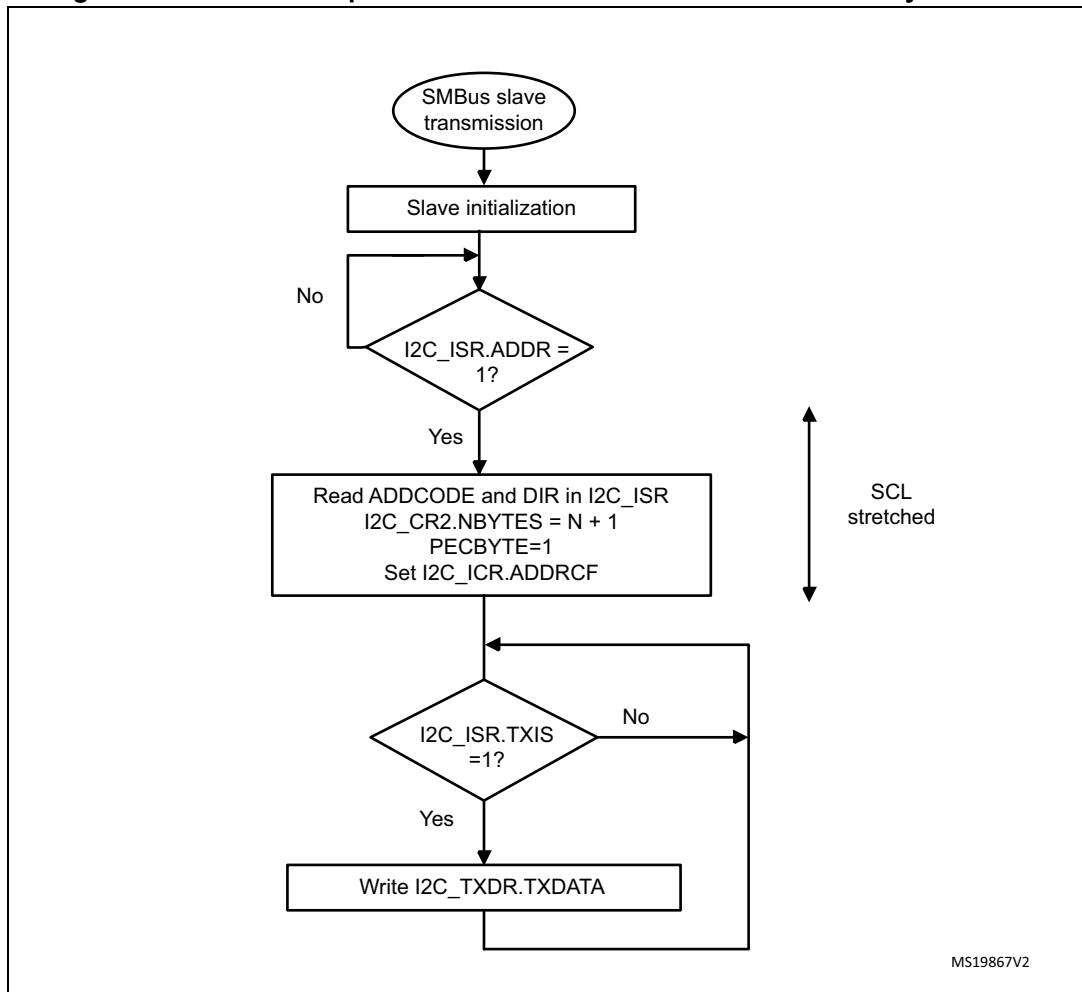 SMBus slave
transmission
Slave initialization
No
I2C_ISR.ADDR =
1?
Yes
Read ADDCODE and DIR in I2C_ISR
I2C_CR2.NBYTES = N + 1
PECBYTE=1
Set I2C_ICR.ADDRCF
SCL
stretched
I2C_ISR.TXIS
=1?
No
Yes
Write I2C_TXDR.TXDATA
MS19867V2